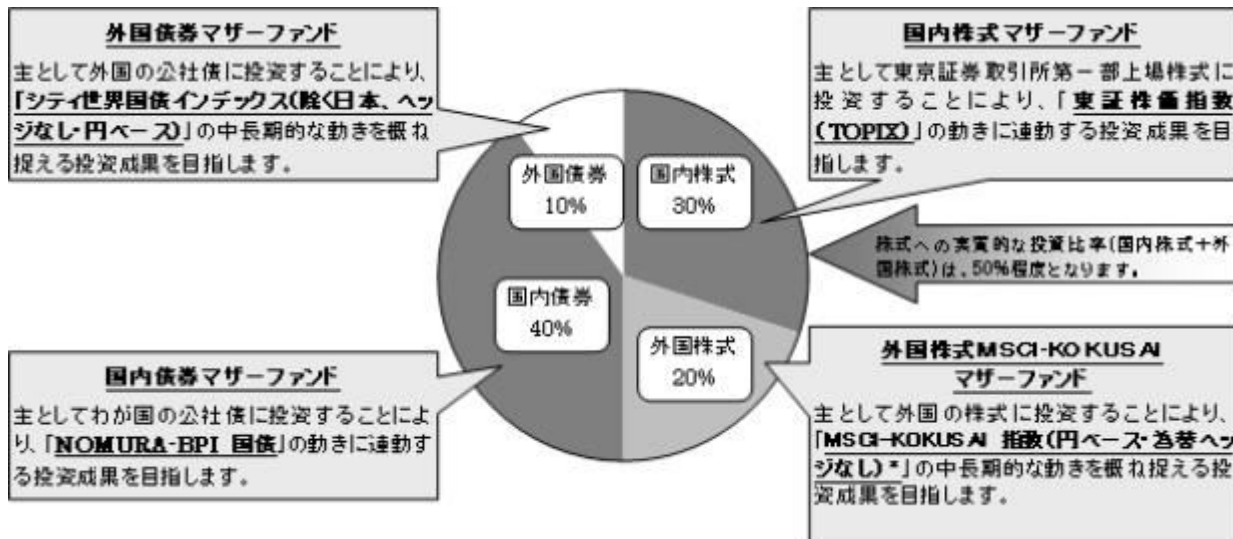 外国債券マザーファンド
主として外国の公社債に投資することにより、
「シティ世界国債インデックス(除く日本、ヘッ
ジなし・円ベース)」の中長期的な動きを概ね
捉える投資成果を目指します。
国内株式マザーファンド
主として東京証券取引所第一部上場株式に
投資することにより、「東証株価指数
(TOPIX)」の動きに連動する投資成果を目
指します。
外国債券
10%
国内株式
30%
株式への実質的な投資比率(国内株式+外
国株式)は、50%程度となります。
国内債券
40%
外国株式
20%
国内債券マザーファンド
主としてわが国の公社債に投資することによ
り、「NOMURA-BPI 国債」の動きに連動す
る投資成果を目指します。
外国株式MSCI-KOKUSAI
マザーファンド
主として外国の株式に投資することにより、
「MSCI-KOKUSAI 指数(円ベース・為替ヘッ
ジなし)*」の中長期的な動きを概ね捉える投
資成果を目指します。